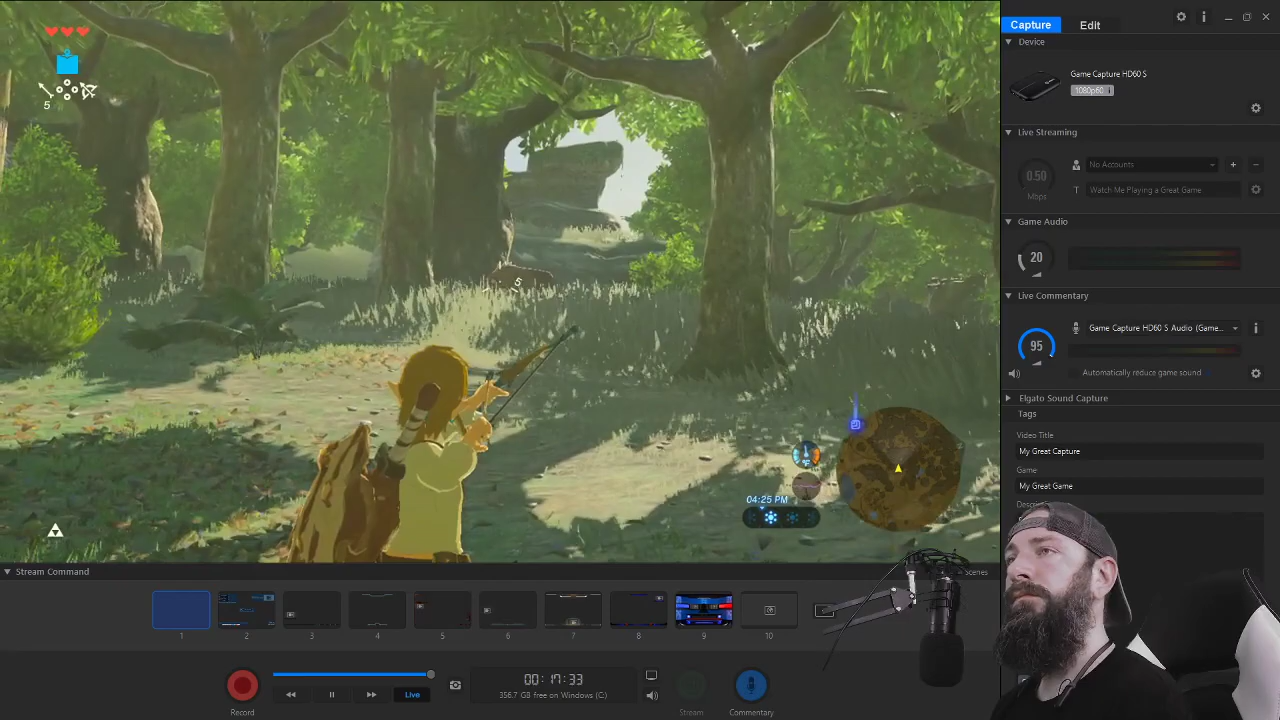 5
5
04:25 PM
Capture
Edit
Device
Game Capture HD60 S
1080p60
Live Streaming
0.50
Mbps
No Accounts
T
Watch Me Playing a Great Game
Game Audio
20
Live Commentary
95
Game Capture HD60 S Audio (Game...
Automatically reduce game sound
Elgato Sound Capture
Tags
Video Title
My Great Capture
Game
My Great Game
Stream Command
Scenes
1
2
3
4
5
6
7
8
9
10
Record
Live
00:17:33
356.7 GB free on Windows (C:)
Stream
Commentary